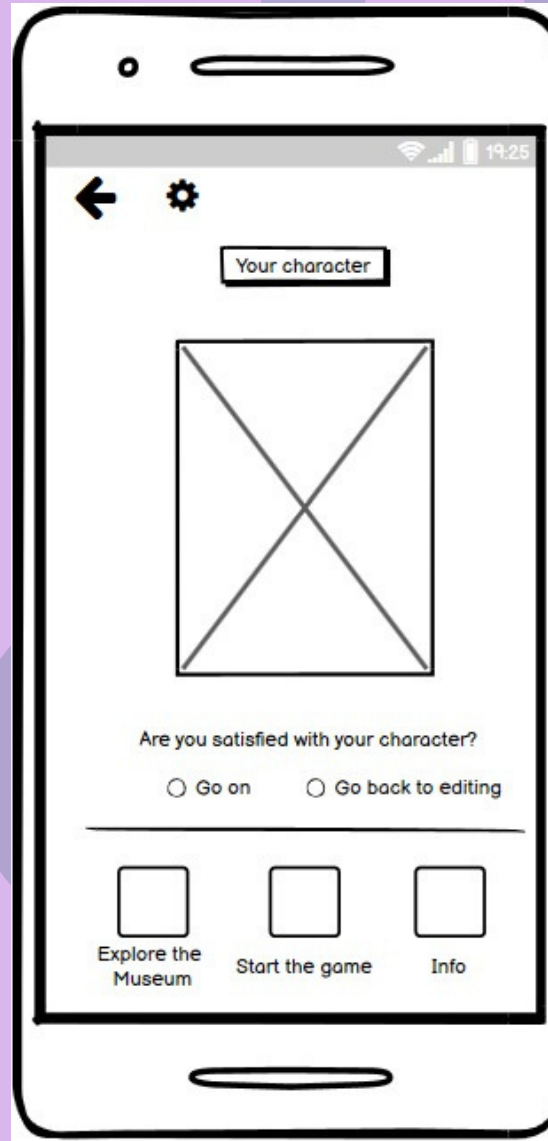 19:25
Your character
Are you satisfied with your character?
Go on
Go back to editing
Explore the
Museum
Start the game
Info